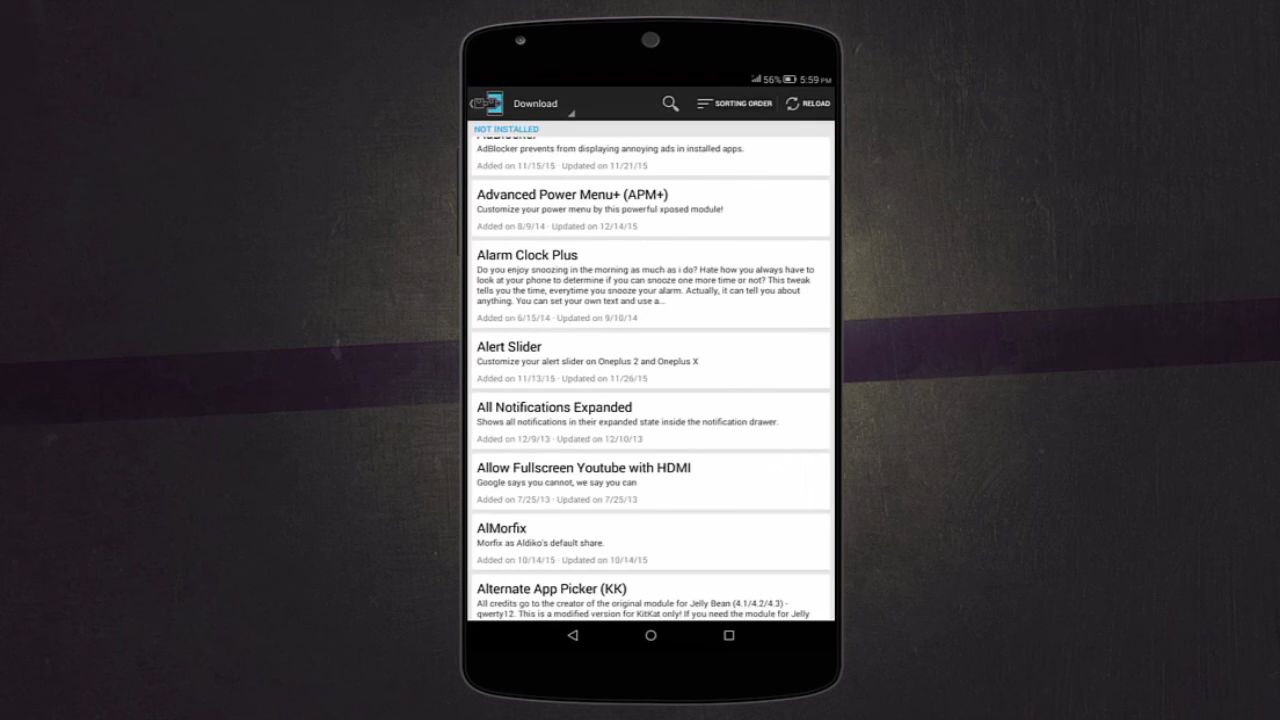 56% 5:59 PM
Download SORTING ORDER RELOAD
NOT INSTALLED
AdBlocker prevents from displaying annoying ads in installed apps.
Added on 11/15/15 · Updated on 11/21/15
Advanced Power Menu+ (APM+)
Customize your power menu by this powerful xposed module!
Added on 8/9/14 · Updated on 12/14/15
Alarm Clock Plus
Do you enjoy snoozing in the morning as much as i do? Hate how you always have to
look at your phone to determine if you can snooze one more time or not? This tweak
tells you the time, everytime you snooze your alarm. Actually, it can tell you about
anything. You can set your own text and use a...
Added on 6/15/14 · Updated on 9/10/14
Alert Slider
Customize your alert slider on Oneplus 2 and Oneplus X
Added on 11/13/15 · Updated on 11/26/15
All Notifications Expanded
Shows all notifications in their expanded state inside the notification drawer.
Added on 12/9/13 · Updated on 12/10/13
Allow Fullscreen Youtube with HDMI
Google says you cannot, we say you can
Added on 7/25/13 · Updated on 7/25/13
AlMorfix
Morfix as Aldiko's default share.
Added on 10/14/15 · Updated on 10/14/15
Alternate App Picker (KK)
All credits go to the creator of the original module for Jelly Bean (4.1/4.2/4.3) -
qwerty12. This is a modified version for KitKat only! If you need the module for Jelly